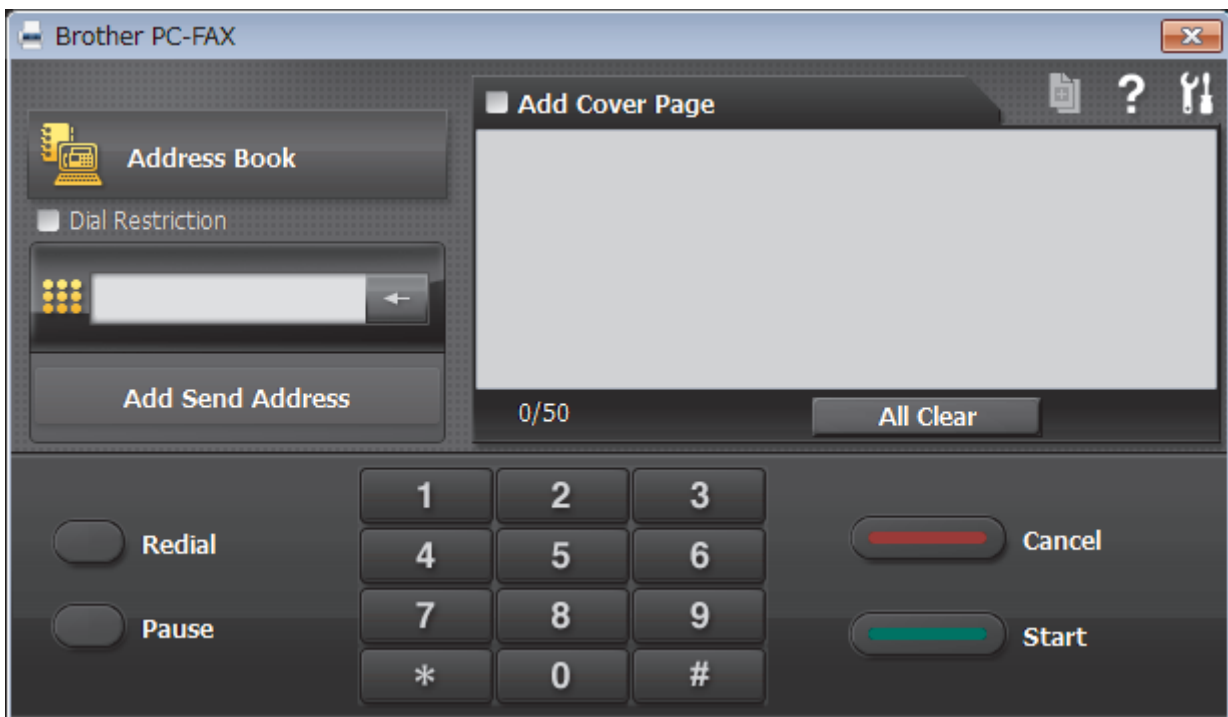 Brother PC-FAX
Add Cover Page
?
Address Book
Dial Restriction
Add Send Address
0/50
All Clear
Redial
Pause
1 2 3
4 5 6
7 8 9
* 0 #
Cancel
Start